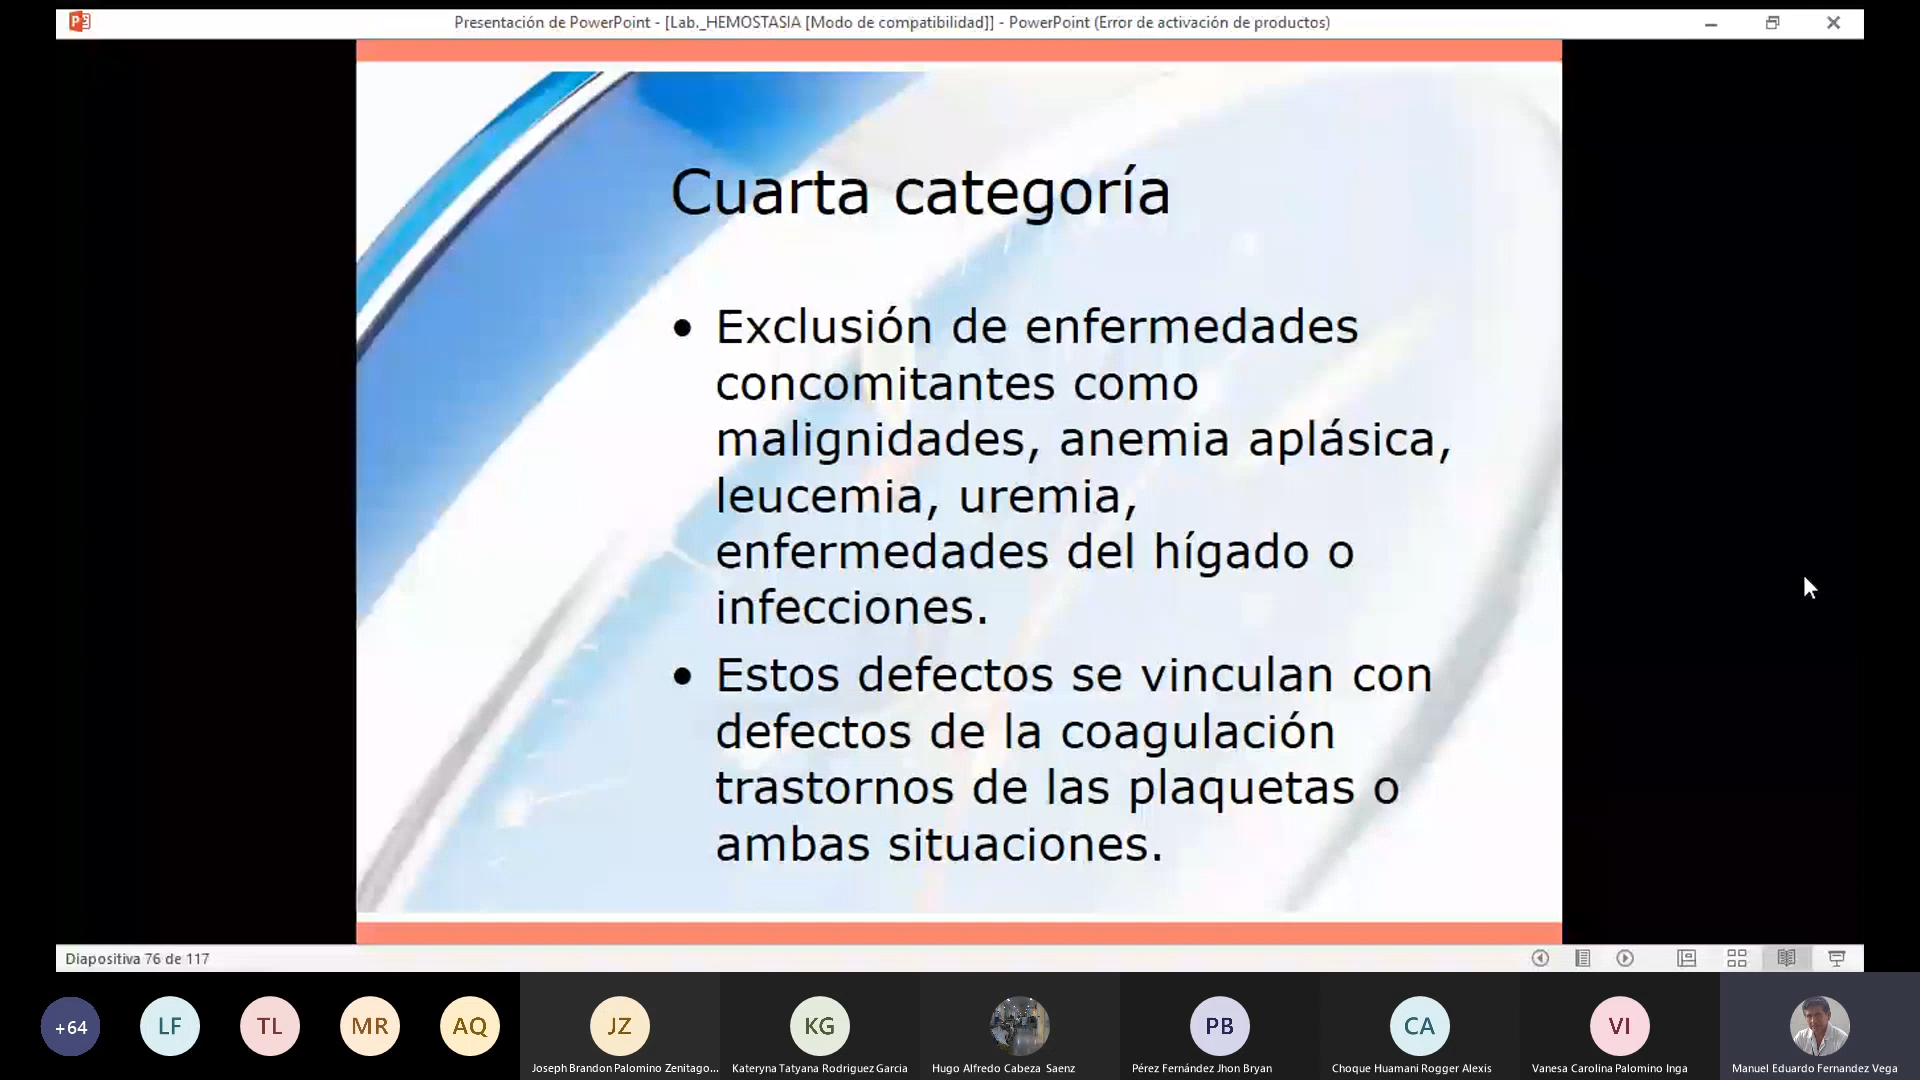 Presentación de PowerPoint - [Lab._HEMOSTASIA [Modo de compatibilidad]] - PowerPoint (Error de activación de productos)
Cuarta categoría
• Exclusión de enfermedades
concomitantes como
malignidades, anemia aplásica,
leucemia, uremia,
enfermedades del hígado o
infecciones.
• Estos defectos se vinculan con
defectos de la coagulación
trastornos de las plaquetas o
ambas situaciones.
Diapositiva 76 de 117
+64
LF
TL
MR
AQ
JZ
KG
PB
CA
VI
Joseph Brandon Palomino Zenitago...
Kateryna Tatyana Rodriguez Garcia
Hugo Alfredo Cabeza Saenz
Pérez Fernández Jhon Bryan
Choque Huamani Rogger Alexis
Vanesa Carolina Palomino Inga
Manuel Eduardo Fernandez Vega